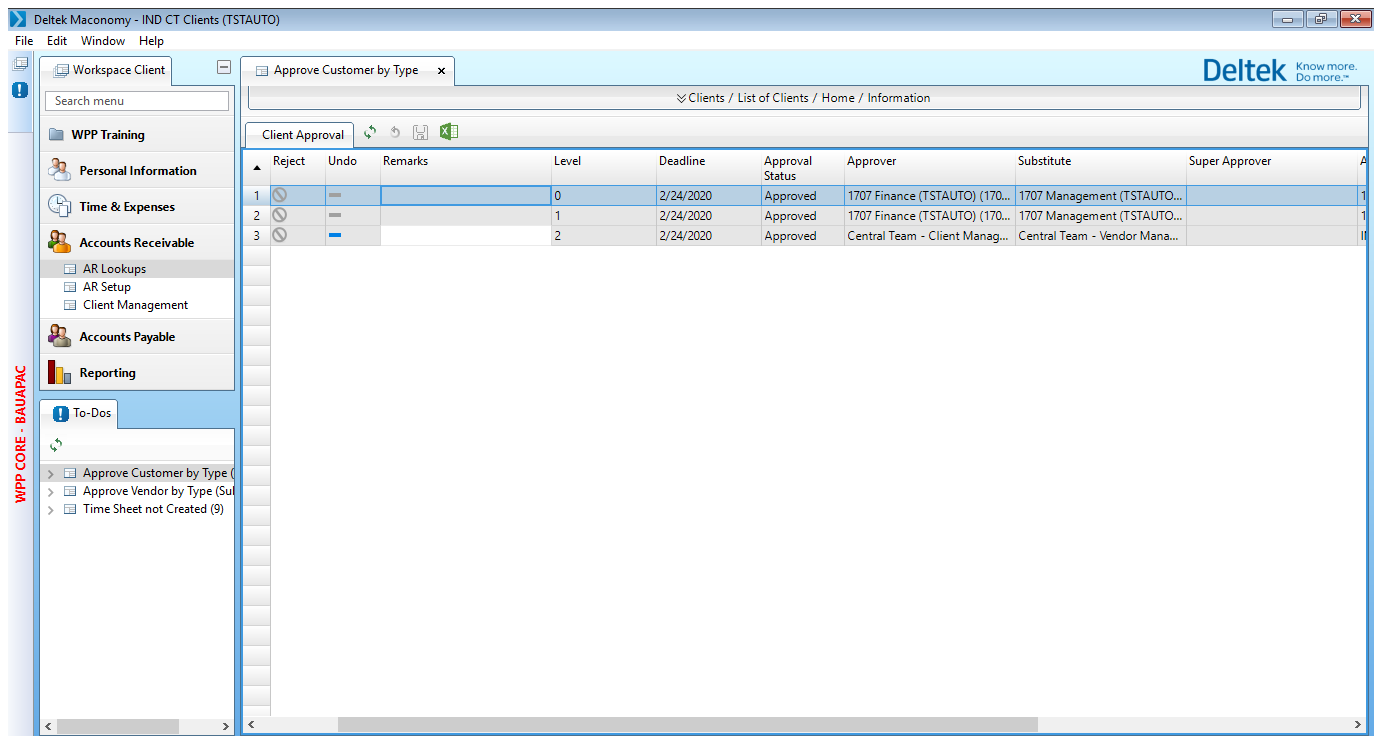 Deltek Maconomy - IND CT Clients (TSTAUTO)
File Edit Window Help
Workspace Client
Search menu
WPP Training
Personal Information
Time & Expenses
Accounts Receivable
AR Lookups
AR Setup
Client Management
Accounts Payable
Reporting
To-Dos
Approve Customer by Type (
Approve Vendor by Type (Sul
Time Sheet not Created (9)
WPP CORE - BAUAPAC
Approve Customer by Type x
Deltek Know more.
Do more.™
Clients / List of Clients / Home / Information
Client Approval
Reject Undo Remarks Level Deadline Approval Approver Substitute Super Approver A
Status
1 0 2/24/2020 Approved 1707 Finance (TSTAUTO) (170... 1707 Management (TSTAUTO... 1
2 1 2/24/2020 Approved 1707 Finance (TSTAUTO) (170... 1707 Management (TSTAUTO... 1
3 2 2/24/2020 Approved Central Team - Client Manag... Central Team - Vendor Mana...